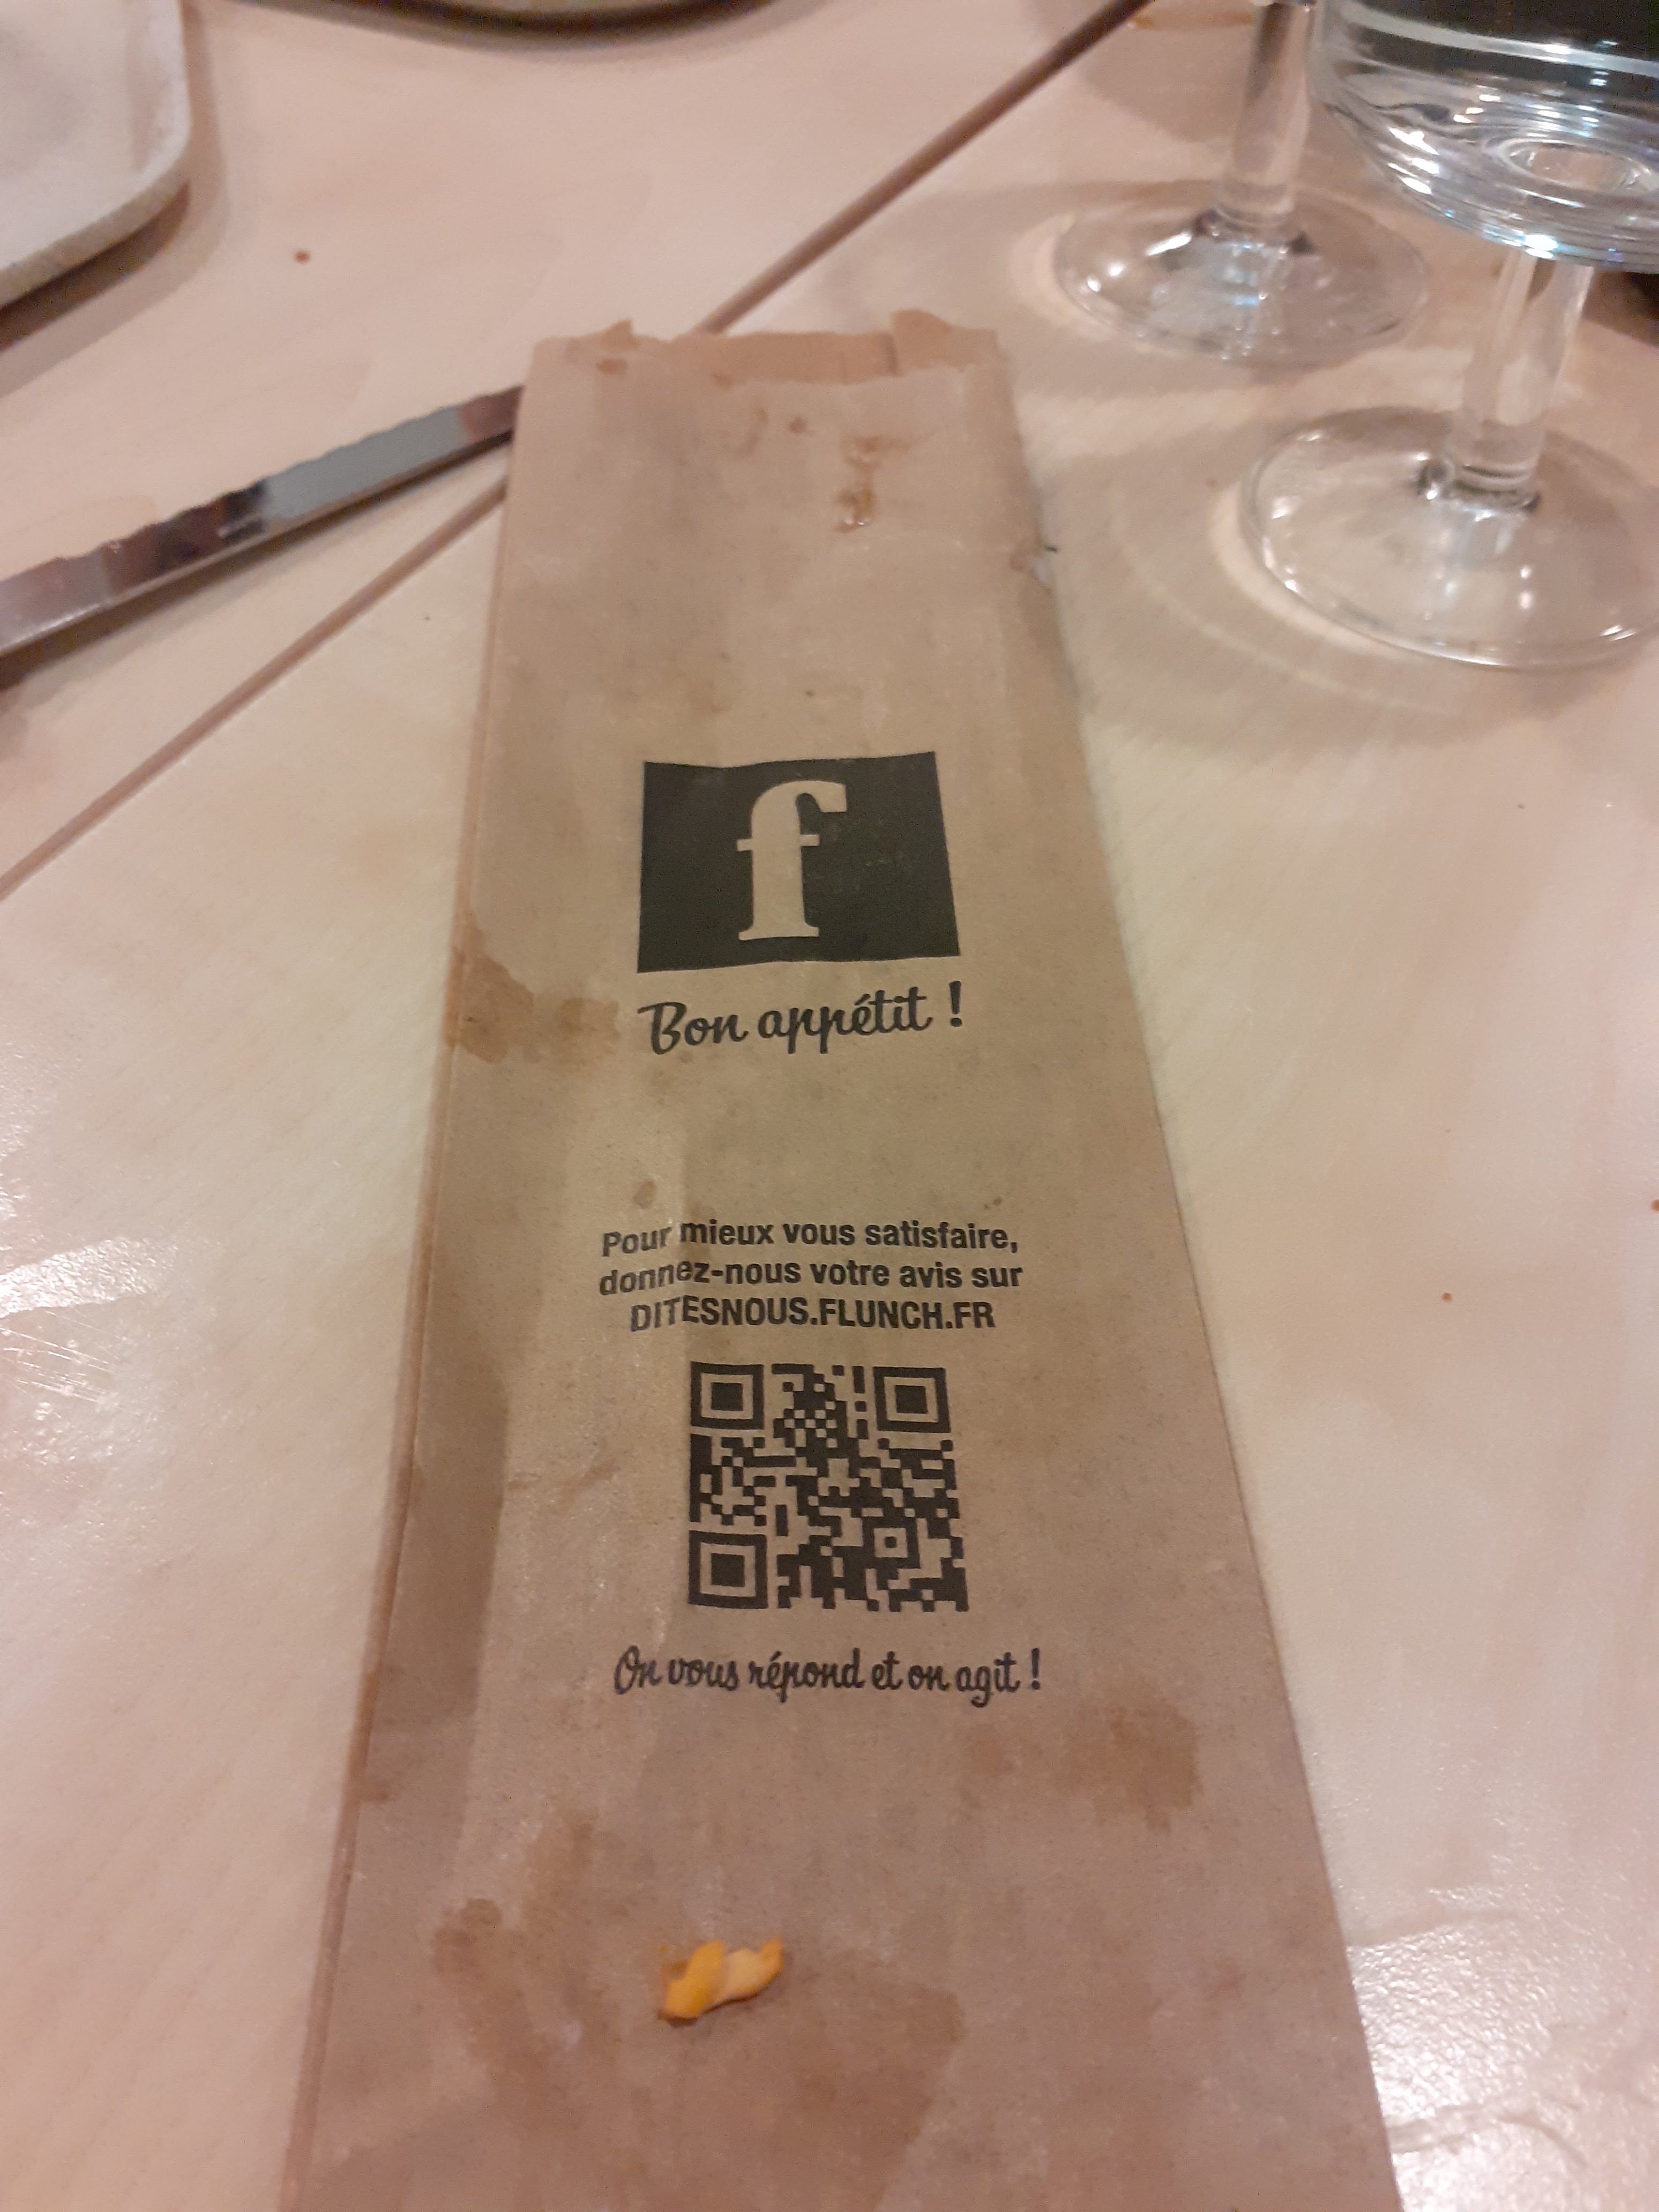 f
Bon appétit !
Pour mieux vous satisfaire,
donnez-nous votre avis sur
DITESNOUS.FLUNCH.FR
On vous répond et on agit !